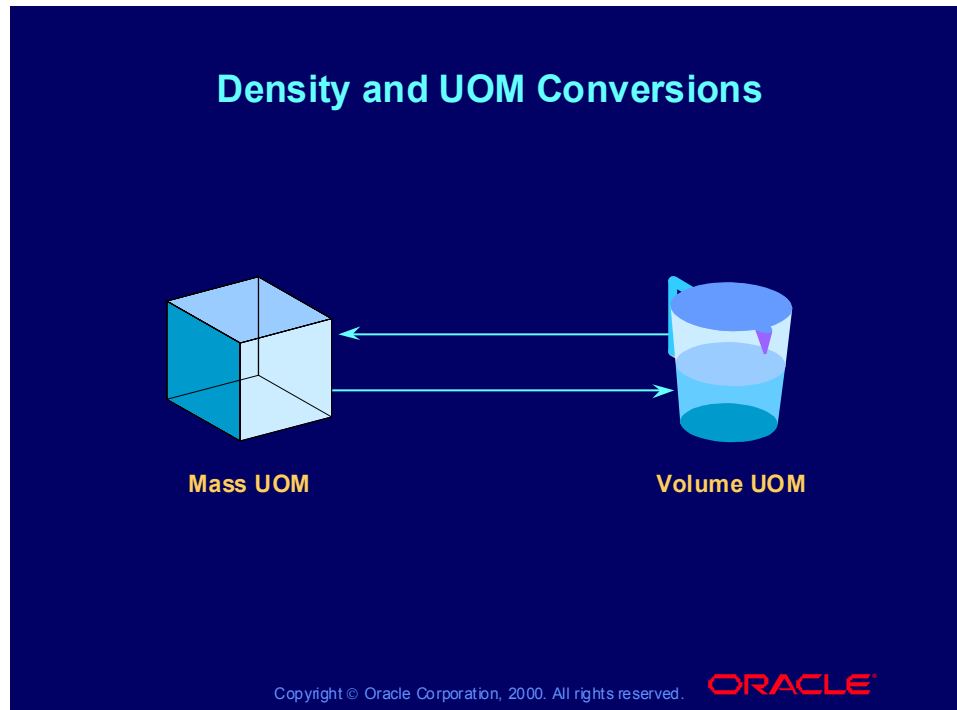 Density and UOM Conversions
Mass UOM
Volume UOM
Copyright © Oracle Corporation, 2000. All rights reserved.
ORACLE®